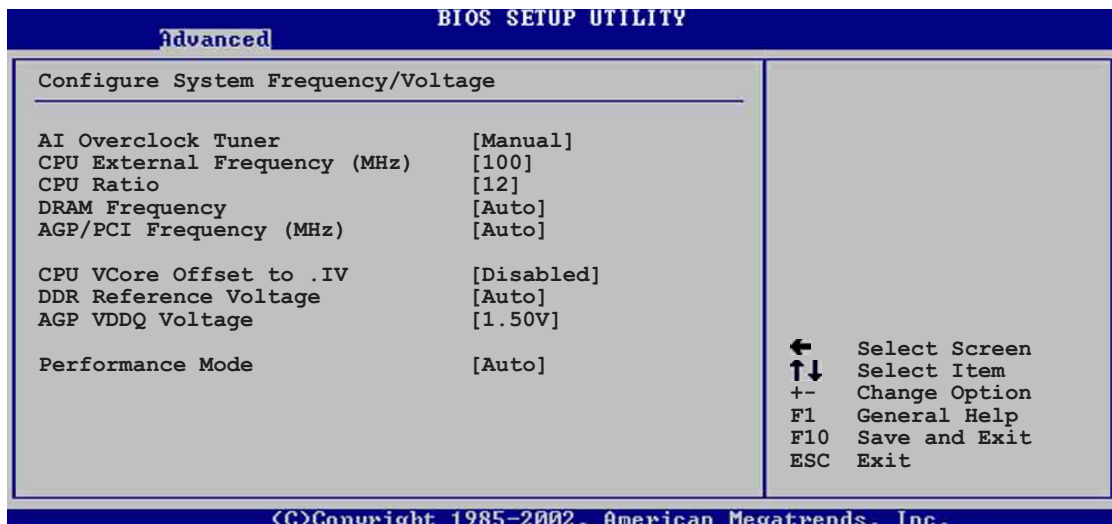 BIOS SETUP UTILITY
Advanced
Configure System Frequency/Voltage
AI Overclock Tuner [Manual]
CPU External Frequency (MHz) [100]
CPU Ratio [12]
DRAM Frequency [Auto]
AGP/PCI Frequency (MHz) [Auto]
CPU VCore Offset to .IV [Disabled]
DDR Reference Voltage [Auto]
AGP VDDQ Voltage [1.50V]
Performance Mode [Auto]
← Select Screen
↑↓ Select Item
+- Change Option
F1 General Help
F10 Save and Exit
ESC Exit
(C)Copyright 1985-2002, American Megatrends, Inc.